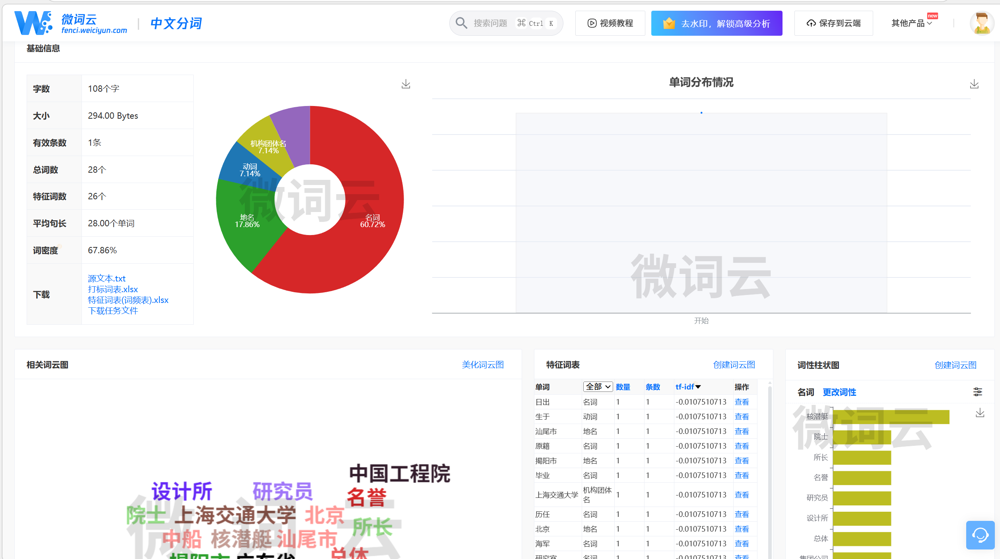 微词云
fenci.weiciyun.com
中文分词
搜索问题 ⌘ Ctrl K
视频教程
去水印，解锁高级分析
保存到云端
其他产品
new
基础信息
字数 108个字
大小 294.00 Bytes
有效条数 1条
总词数 28个
特征词数 26个
平均句长 28.00个单词
词密度 67.86%
下载
源文本.txt
打标词表.xlsx
特征词表(词频表).xlsx
下载任务文件
机构团体名
7.14%
动词
7.14%
地名
17.86%
名词
60.72%
微词云
单词分布情况
微词云
开始
相关词云图 美化词云图
中国工程院
设计所 研究员 名誉
院士 上海交通大学 北京 所长
中船 核潜艇 汕尾市
揭阳市 广东省 总体
微词云
特征词表 创建词云图
单词 全部 数量 条数 tf-idf 操作
日出 名词 1 1 -0.0107510713 查看
生于 动词 1 1 -0.0107510713 查看
汕尾市 地名 1 1 -0.0107510713 查看
原籍 名词 1 1 -0.0107510713 查看
揭阳市 地名 1 1 -0.0107510713 查看
毕业 名词 1 1 -0.0107510713 查看
上海交通大学 机构团体名 1 1 -0.0107510713 查看
历任 名词 1 1 -0.0107510713 查看
北京 地名 1 1 -0.0107510713 查看
海军 名词 1 1 -0.0107510713 查看
研究室 名词 1 1 -0.0107510713 查看
词性柱状图 创建词云图
名词 更改词性
微词云
核潜艇
院士
所长
名誉
研究员
设计所
总体
集团公司